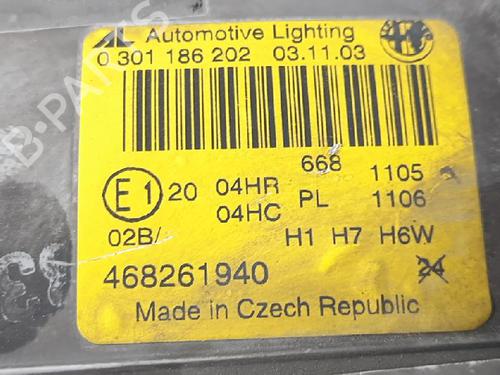 Automotive Lighting
0 301 186 202 03.11.03
668
E1 20 04HR PL 1105
04HC 1106
02B/ H1 H7 H6W
468261940 24
Made in Czech Republic
B-PARTS